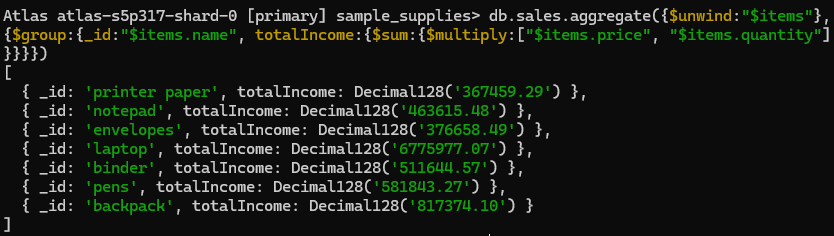 Atlas atlas-s5p317-shard-0 [primary] sample_supplies> db.sales.aggregate({$unwind:"$items"},
{$group:{_id:"$items.name", totalIncome:{$sum:{$multiply:["$items.price", "$items.quantity"]
}}}})
[
  { _id: 'printer paper', totalIncome: Decimal128('367459.29') },
  { _id: 'notepad', totalIncome: Decimal128('463615.48') },
  { _id: 'envelopes', totalIncome: Decimal128('376658.49') },
  { _id: 'laptop', totalIncome: Decimal128('6775977.07') },
  { _id: 'binder', totalIncome: Decimal128('511644.57') },
  { _id: 'pens', totalIncome: Decimal128('581843.27') },
  { _id: 'backpack', totalIncome: Decimal128('817374.10') }
]